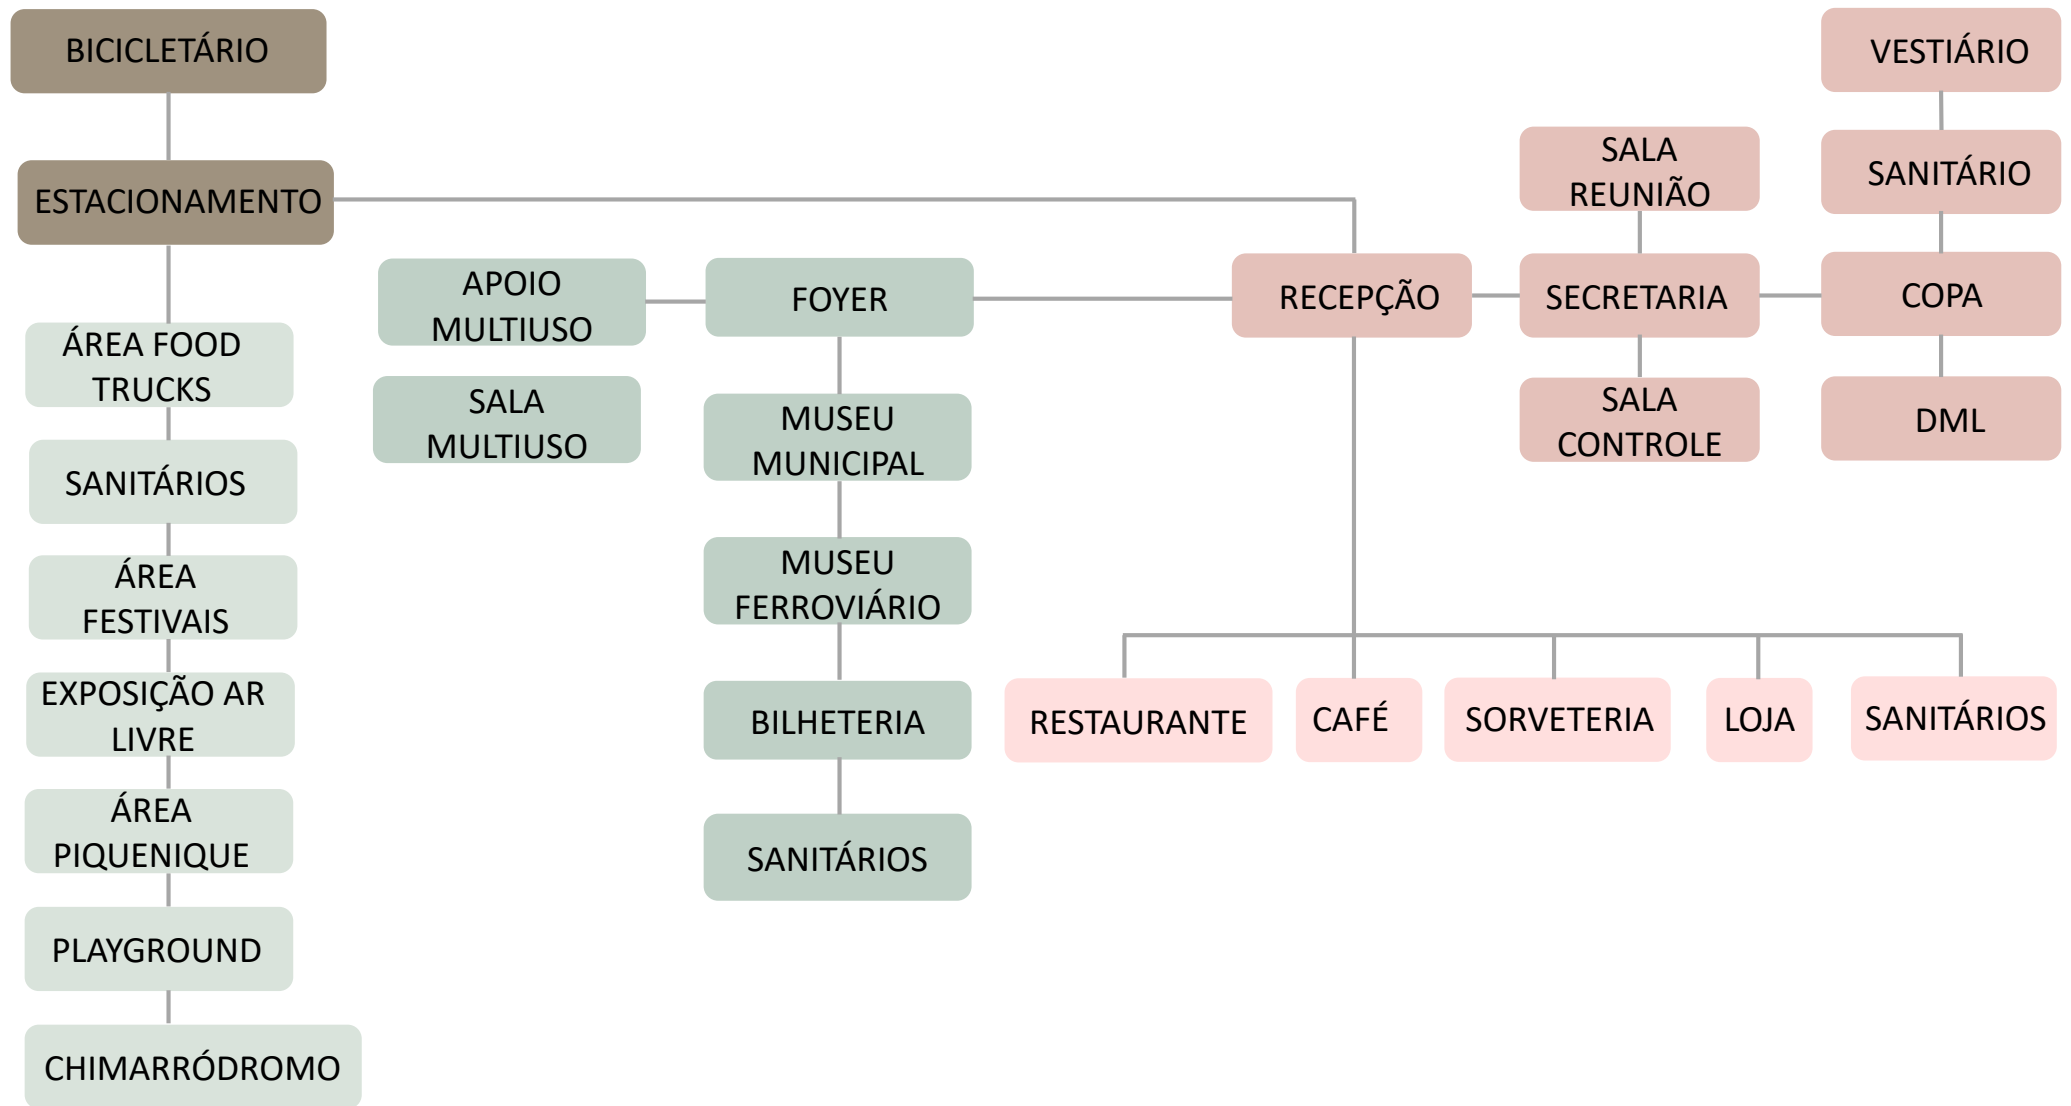 BICICLETÁRIO
ESTACIONAMENTO
ÁREA FOOD
TRUCKS
SANITÁRIOS
ÁREA
FESTIVAIS
EXPOSIÇÃO AR
LIVRE
ÁREA
PIQUENIQUE
PLAYGROUND
CHIMARRÓDROMO
APOIO
MULTIUSO
SALA
MULTIUSO
FOYER
MUSEU
MUNICIPAL
MUSEU
FERROVIÁRIO
BILHETERIA
SANITÁRIOS
RECEPÇÃO
SALA
REUNIÃO
SECRETARIA
SALA
CONTROLE
VESTIÁRIO
SANITÁRIO
COPA
DML
RESTAURANTE
CAFÉ
SORVETERIA
LOJA
SANITÁRIOS